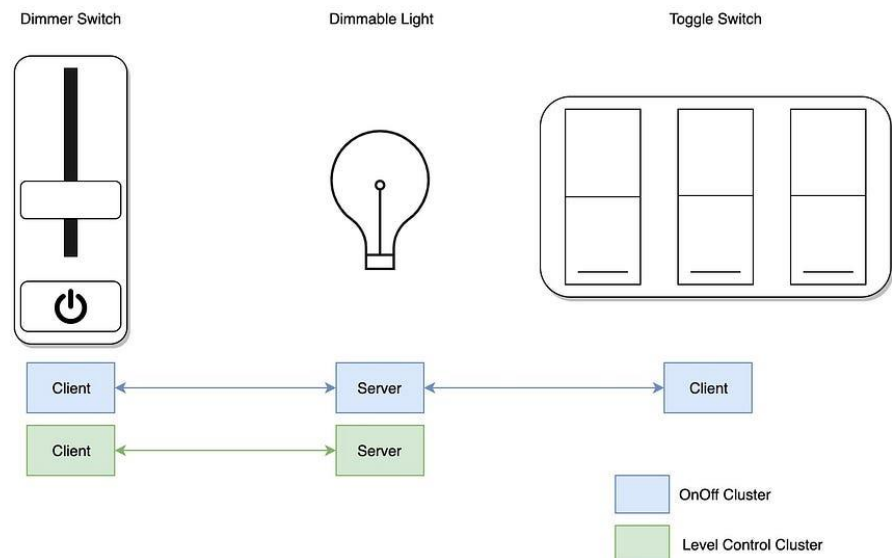 Dimmer Switch
Dimmable Light
Toggle Switch
Client
Server
Client
Client
Server
OnOff Cluster
Level Control Cluster